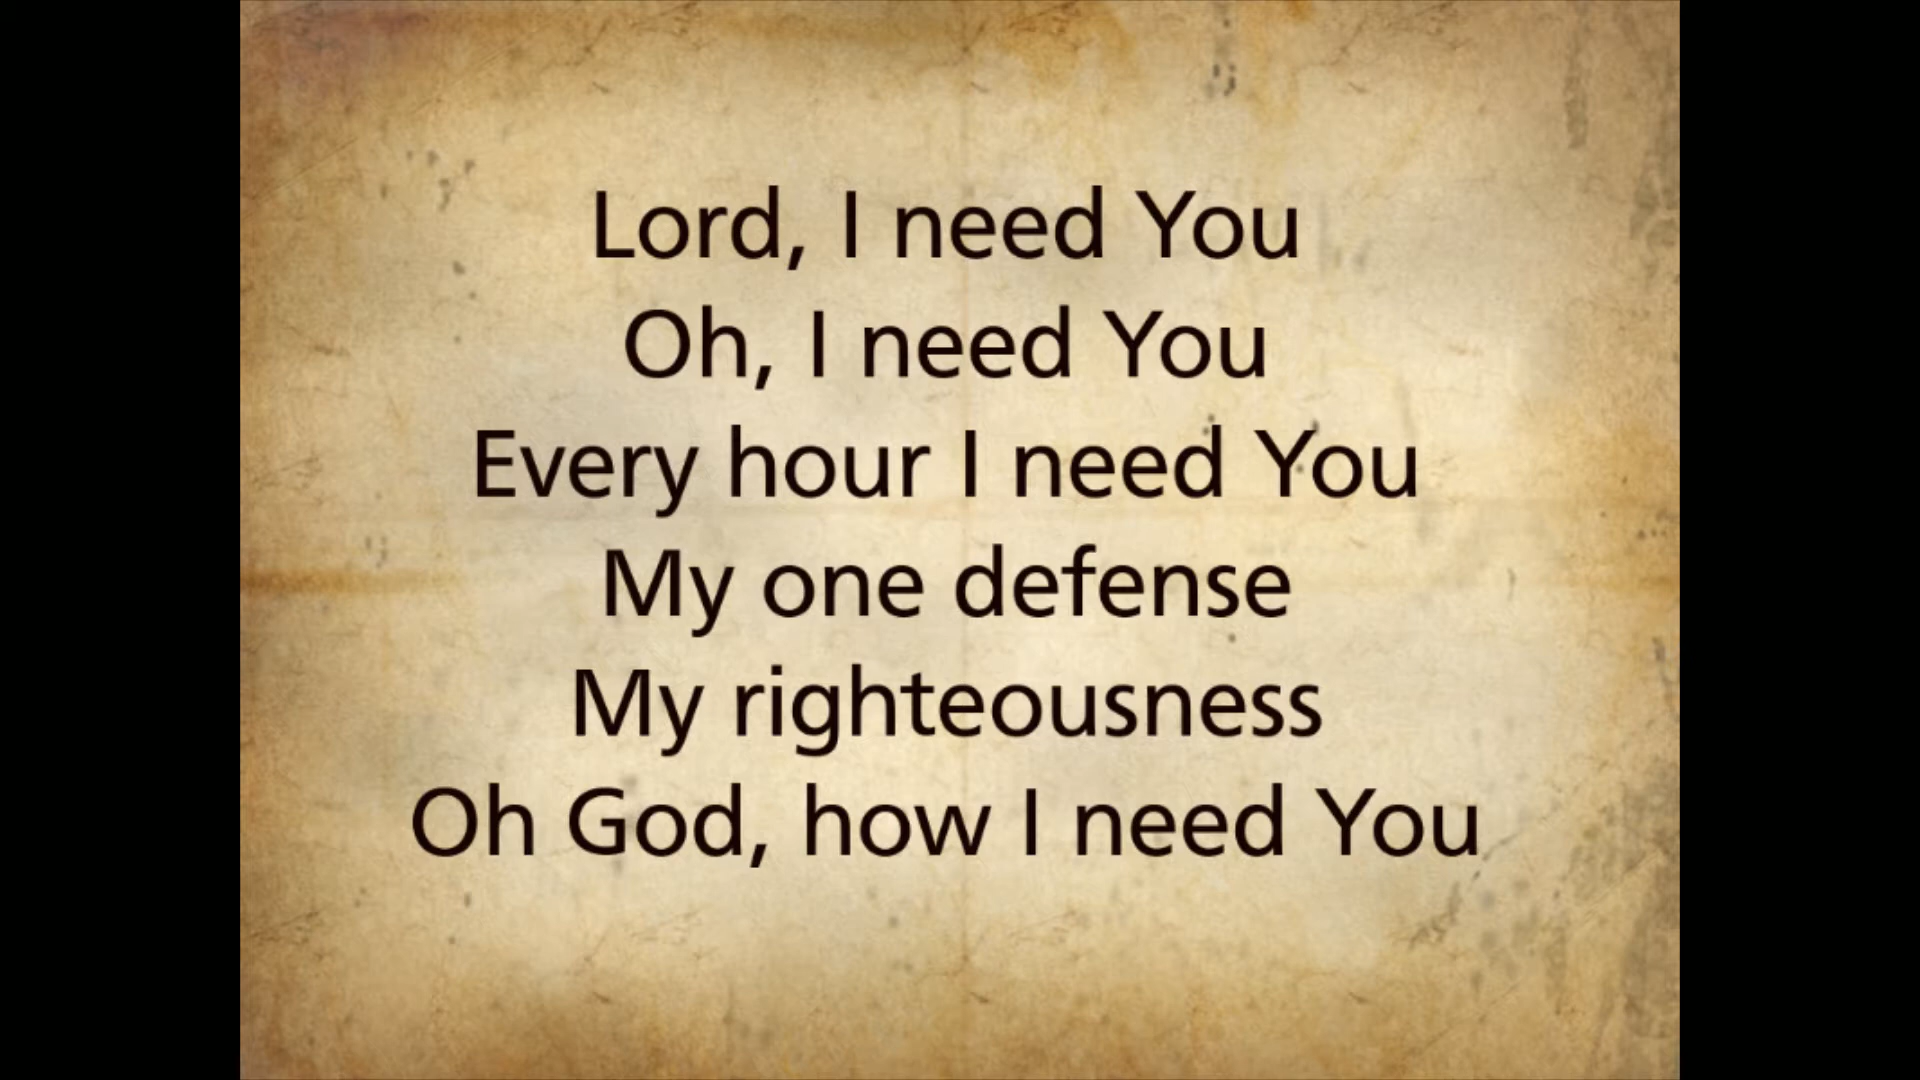 Lord, I need You
Oh, I need You
Every hour I need You
My one defense
My righteousness
Oh God, how I need You